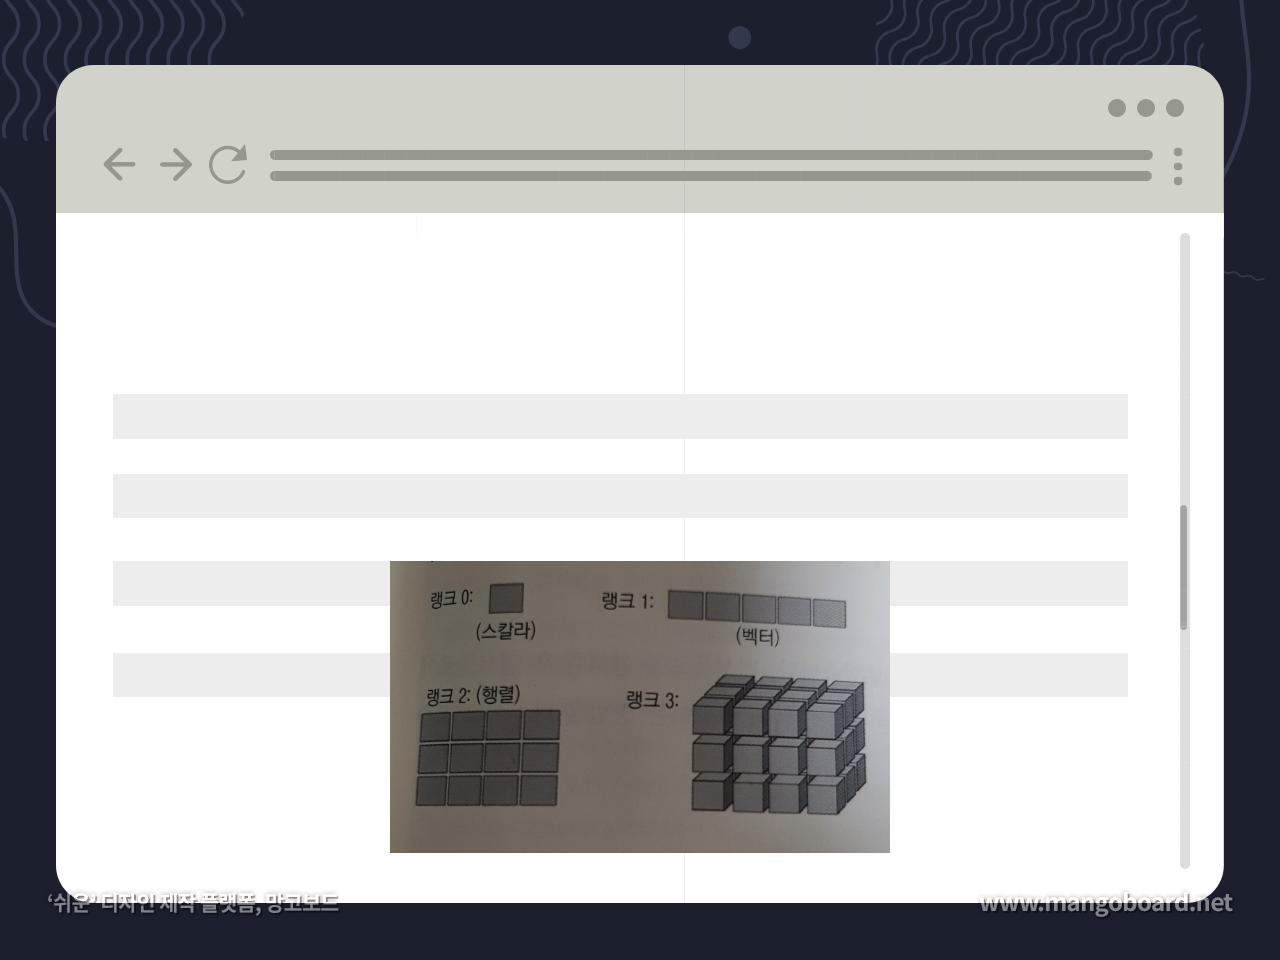 랭크 0:
랭크 1:
(스칼라)
(벡터)
랭크 2: (행렬)
랭크 3:
‘쉬운’ 디자인 제작 플랫폼, 망고보드
www.mangoboard.net